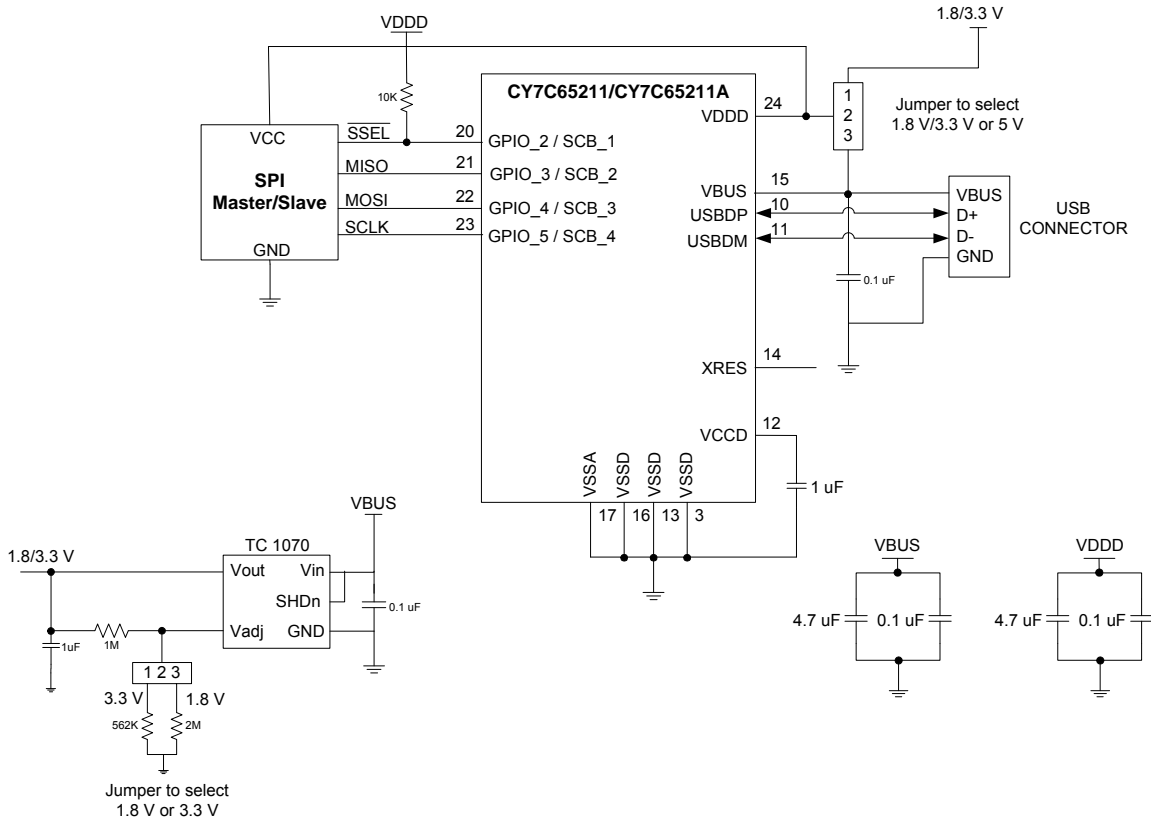 VDDD
1.8/3.3 V
10K
CY7C65211/CY7C65211A
VDDD 24
1
2
3
Jumper to select
1.8 V/3.3 V or 5 V
VCC
SPI
Master/Slave
GND
SSEL 20 GPIO_2 / SCB_1
MISO 21 GPIO_3 / SCB_2
MOSI 22 GPIO_4 / SCB_3
SCLK 23 GPIO_5 / SCB_4
VBUS 15
USBDP 10
USBDM 11
VBUS
D+
D-
GND
USB
CONNECTOR
0.1 uF
XRES 14
VCCD 12
1 uF
VSSA
VSSD
VSSD
VSSD
17 16 13 3
VBUS
1.8/3.3 V
TC 1070
Vout Vin
SHDn
Vadj GND
0.1 uF
1uF
1M
1 2 3
3.3 V 1.8 V
562K 2M
Jumper to select
1.8 V or 3.3 V
VBUS
4.7 uF 0.1 uF
VDDD
4.7 uF 0.1 uF